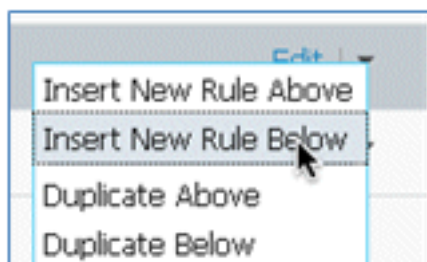 Edit
Insert New Rule Above
Insert New Rule Below
Duplicate Above
Duplicate Below